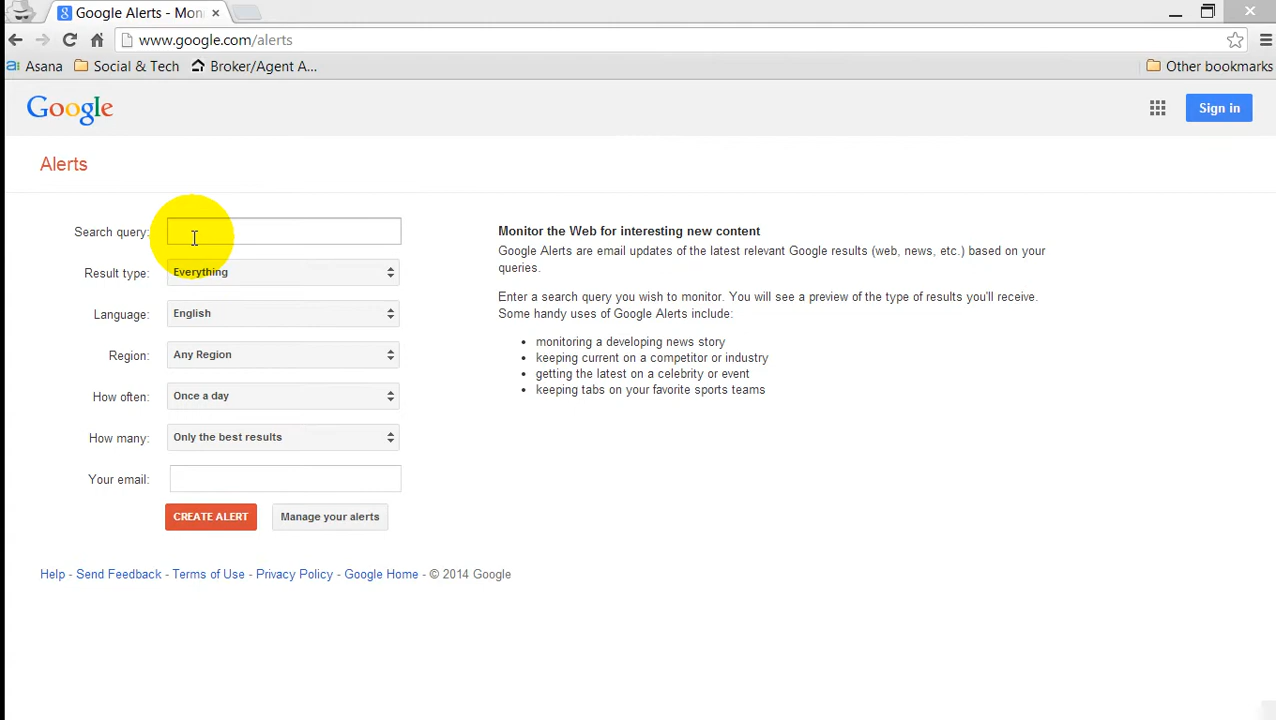 Google Alerts - Mon
www.google.com/alerts
Asana Social & Tech Broker/Agent A... Other bookmarks
Google Sign in
Alerts
Search query:
Result type: Everything
Language: English
Region: Any Region
How often: Once a day
How many: Only the best results
Your email:
CREATE ALERT Manage your alerts
Monitor the Web for interesting new content
Google Alerts are email updates of the latest relevant Google results (web, news, etc.) based on your
queries.
Enter a search query you wish to monitor. You will see a preview of the type of results you'll receive.
Some handy uses of Google Alerts include:
• monitoring a developing news story
• keeping current on a competitor or industry
• getting the latest on a celebrity or event
• keeping tabs on your favorite sports teams
Help - Send Feedback - Terms of Use - Privacy Policy - Google Home - © 2014 Google